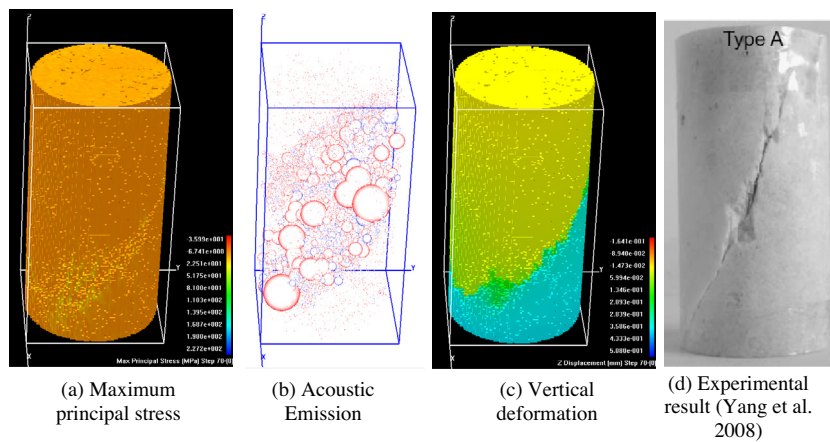 Type A
Z
Y
X
-3.599e+001
-6.741e+000
2.251e+001
5.175e+001
8.100e+001
1.103e+002
1.395e+002
1.687e+002
1.980e+002
2.272e+002
Max Principal Stress [MPa] Step 70-[0]
Z
Y
X
Z
Y
X
-1.641e-001
-8.940e-002
-1.473e-002
5.994e-002
1.346e-001
2.093e-001
2.839e-001
3.586e-001
4.333e-001
5.080e-001
Z Displacement [mm] Step 70-[0]
(a) Maximum
principal stress
(b) Acoustic
Emission
(c) Vertical
deformation
(d) Experimental
result (Yang et al.
2008)